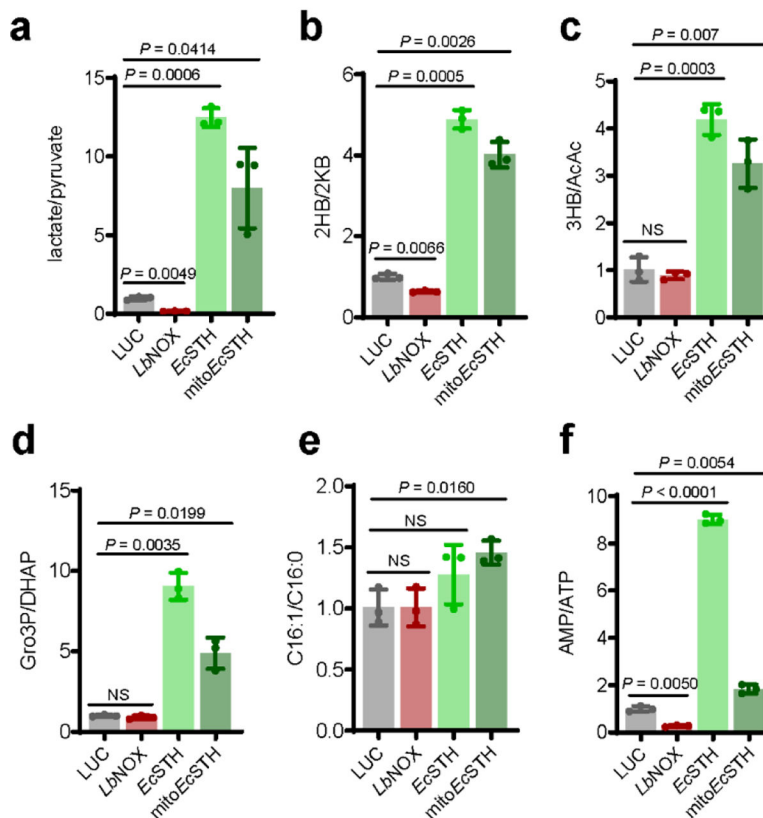 a
P = 0.0414
P = 0.0006
15
10
5
0
lactate/pyruvate
P = 0.0049
LUC
LbNOX
EcSTH
mitoEcSTH
b
P = 0.0026
P = 0.0005
6
4
2
0
2HB/2KB
P = 0.0066
LUC
LbNOX
EcSTH
mitoEcSTH
c
P = 0.007
P = 0.0003
5
4
3
2
1
0
3HB/AcAc
NS
LUC
LbNOX
EcSTH
mitoEcSTH
d
15
10
5
0
P = 0.0199
P = 0.0035
Gro3P/DHAP
NS
LUC
LbNOX
EcSTH
mitoEcSTH
e
2.0
1.5
1.0
0.5
0.0
P = 0.0160
NS
NS
C16:1/C16:0
LUC
LbNOX
EcSTH
mitoEcSTH
f
P = 0.0054
P < 0.0001
10
8
6
4
2
0
AMP/ATP
P = 0.0050
LUC
LbNOX
EcSTH
mitoEcSTH